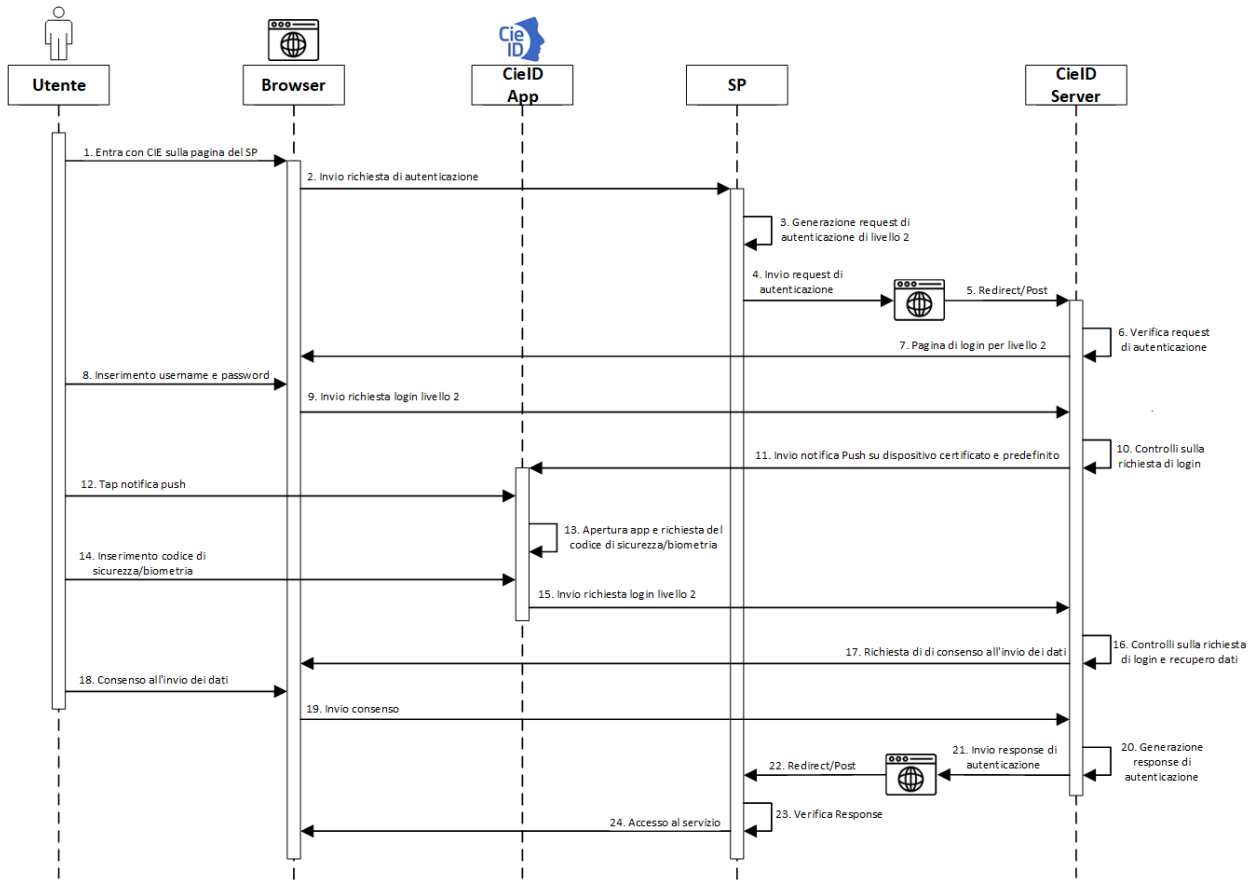 Cie
ID
Utente
Browser
CieID
App
SP
CieID
Server
1. Entra con CIE sulla pagina del SP
2. Invio richiesta di autenticazione
3. Generazione request di
autenticazione di livello 2
4. Invio request di
autenticazione
5. Redirect/Post
6. Verifica request
di autenticazione
7. Pagina di login per livello 2
8. Inserimento username e password
9. Invio richiesta login livello 2
10. Controlli sulla
richiesta di login
11. Invio notifica Push su dispositivo certificato e predefinito
12. Tap notifica push
13. Apertura app e richiesta del
codice di sicurezza/biometria
14. Inserimento codice di
sicurezza/biometria
15. Invio richiesta login livello 2
16. Controlli sulla richiesta
di login e recupero dati
17. Richiesta di di consenso all'invio dei dati
18. Consenso all'invio dei dati
19. Invio consenso
20. Generazione
response di
autenticazione
21. Invio response di
autenticazione
22. Redirect/Post
23. Verifica Response
24. Accesso al servizio